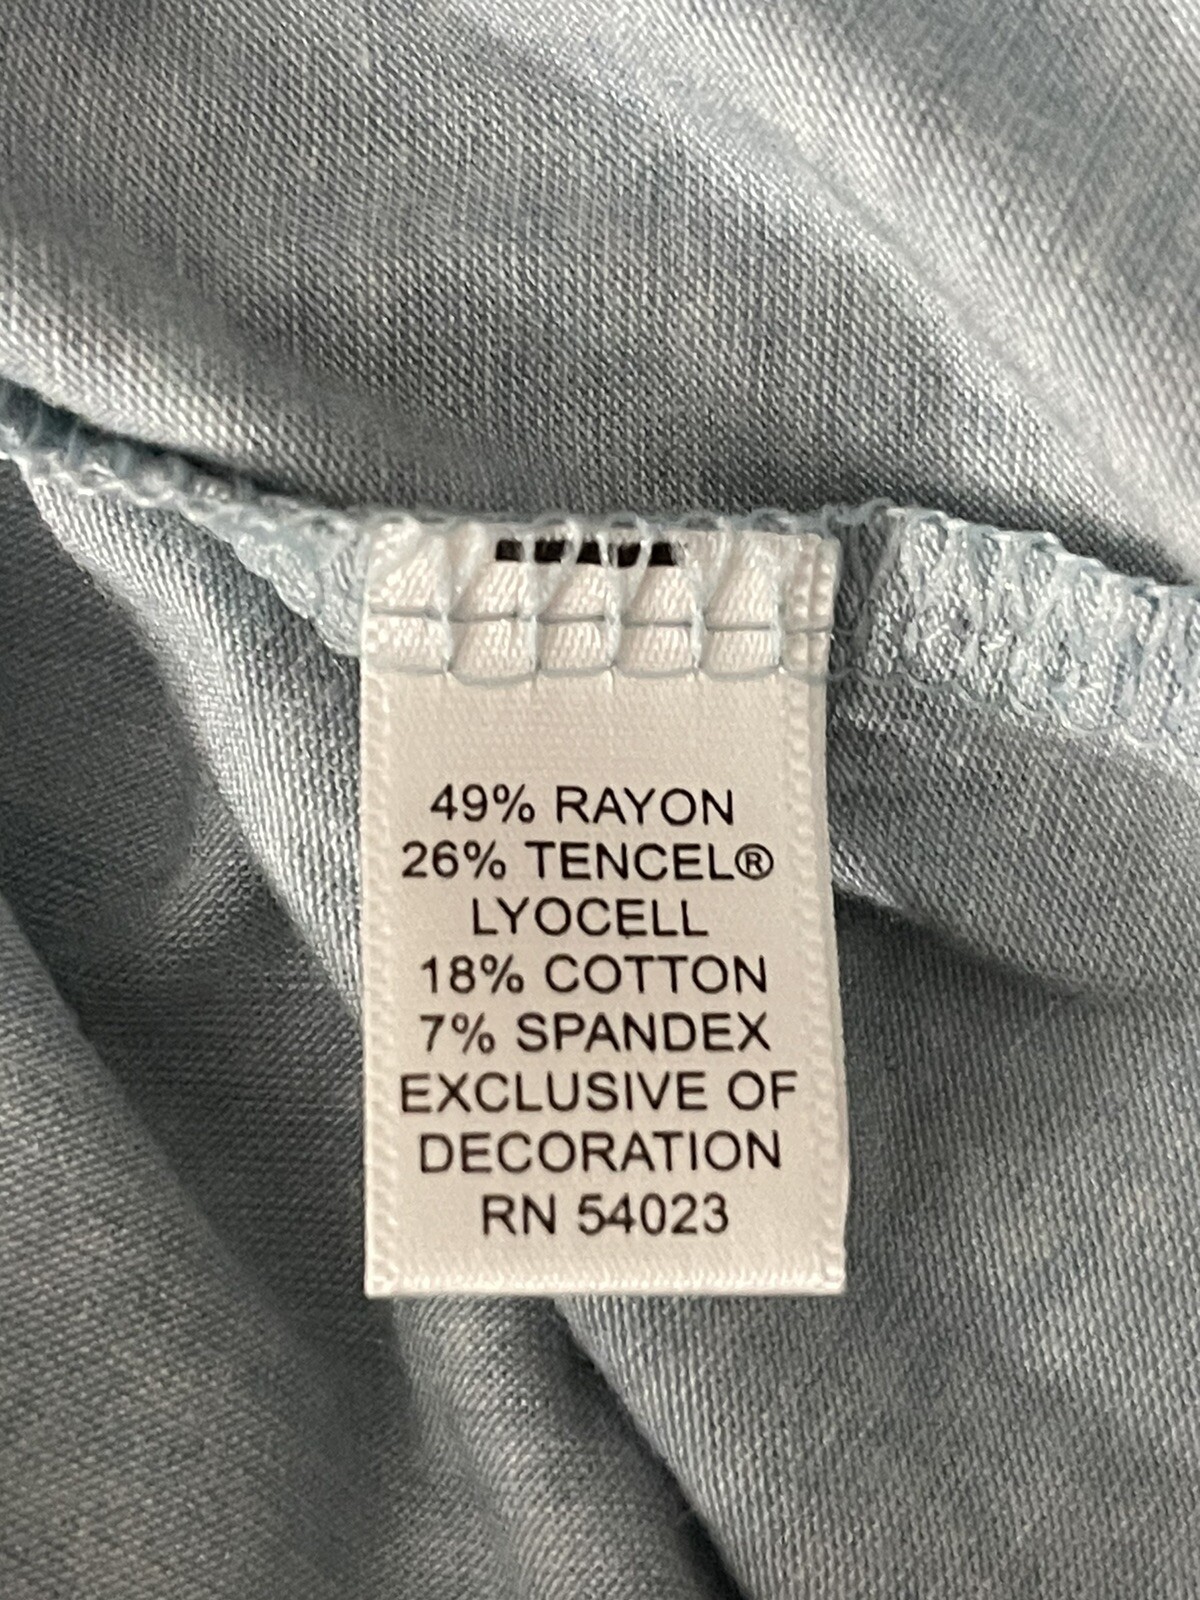 49% RAYON
26% TENCEL®
LYOCELL
18% COTTON
7% SPANDEX
EXCLUSIVE OF
DECORATION
RN 54023